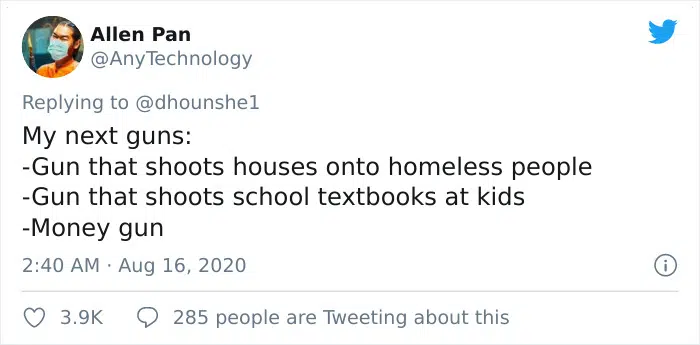 Allen Pan
@AnyTechnology
Replying to @dhounshe1
My next guns:
-Gun that shoots houses onto homeless people
-Gun that shoots school textbooks at kids
-Money gun
2:40 AM · Aug 16, 2020
3.9K 285 people are Tweeting about this